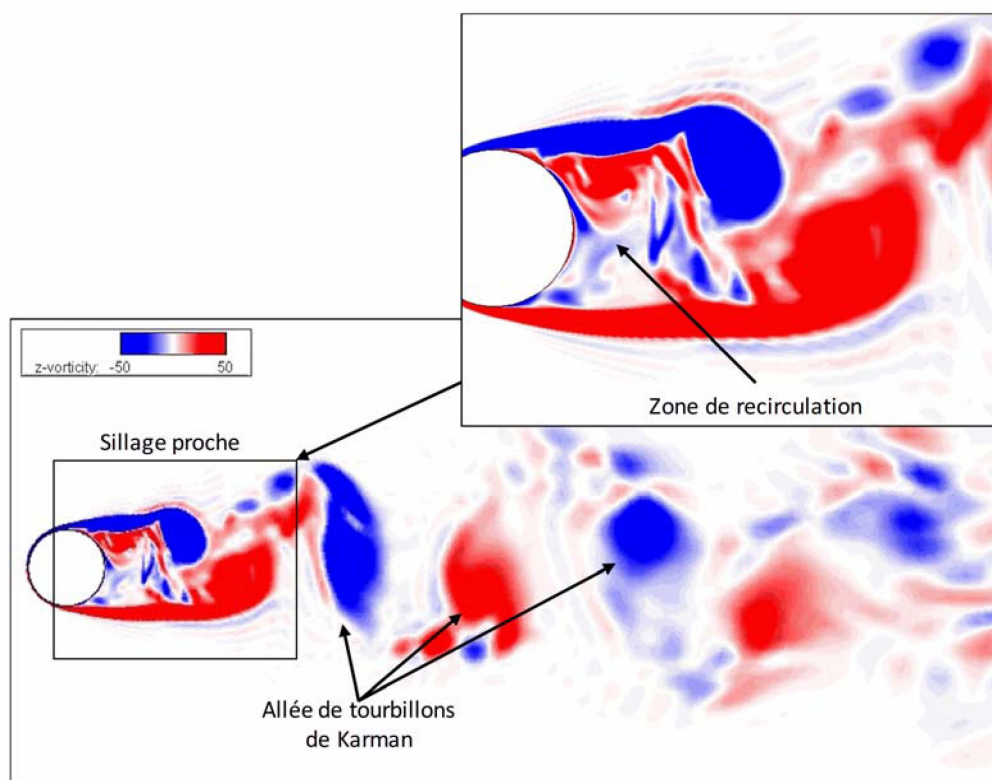 Zone de recirculation
z-vorticity: -50 50
Sillage proche
Allée de tourbillons
de Karman